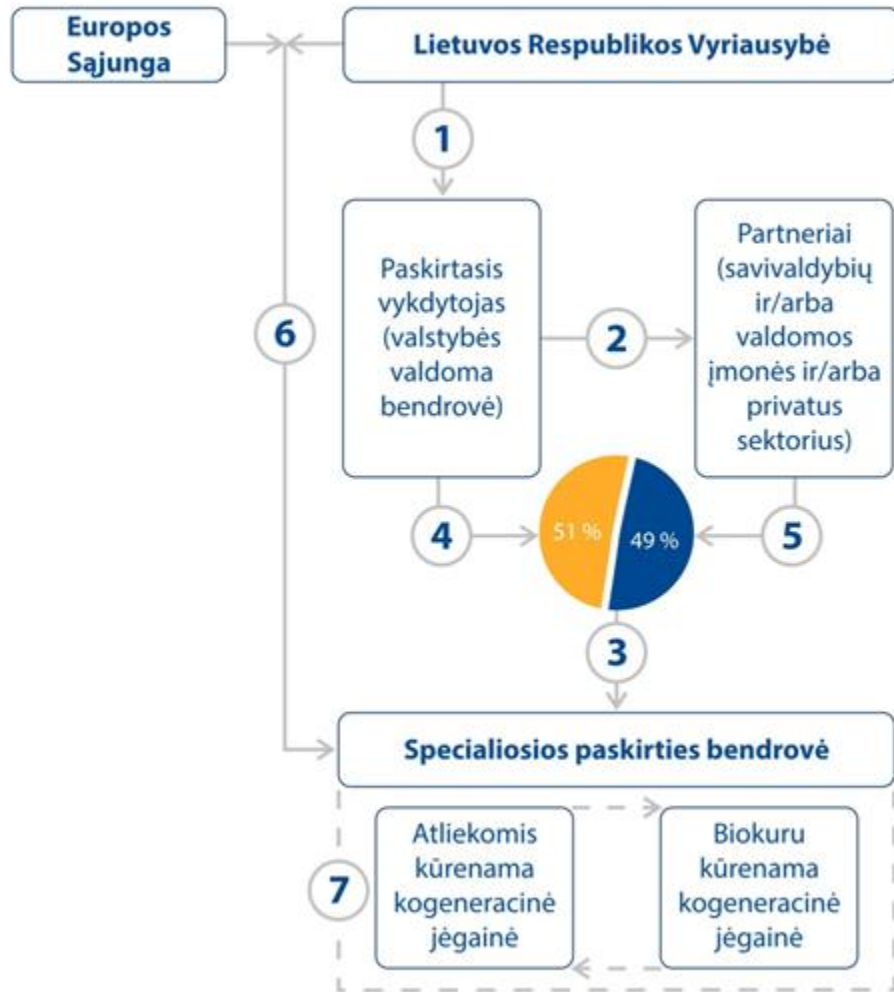 Europos
Sąjunga
Lietuvos Respublikos Vyriausybė
1
Paskirtasis
vykdytojas
(valstybės
valdoma
bendrovė)
2
Partneriai
(savivaldybių
ir/arba
valdomos
įmonės ir/arba
privatus
sektorius)
6
4
51 %
49 %
5
3
Specialiosios paskirties bendrovė
7
Atliekomis
kūrenama
kogeneracinė
jėgainė
Biokuru
kūrenama
kogeneracinė
jėgainė